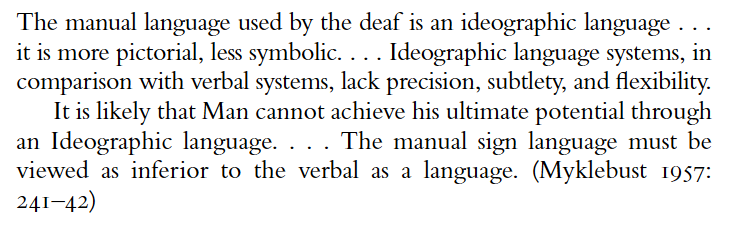 The manual language used by the deaf is an ideographic language . . .
it is more pictorial, less symbolic. . . . Ideographic language systems, in
comparison with verbal systems, lack precision, subtlety, and flexibility.
It is likely that Man cannot achieve his ultimate potential through
an Ideographic language. . . . The manual sign language must be
viewed as inferior to the verbal as a language. (Myklebust 1957:
241–42)